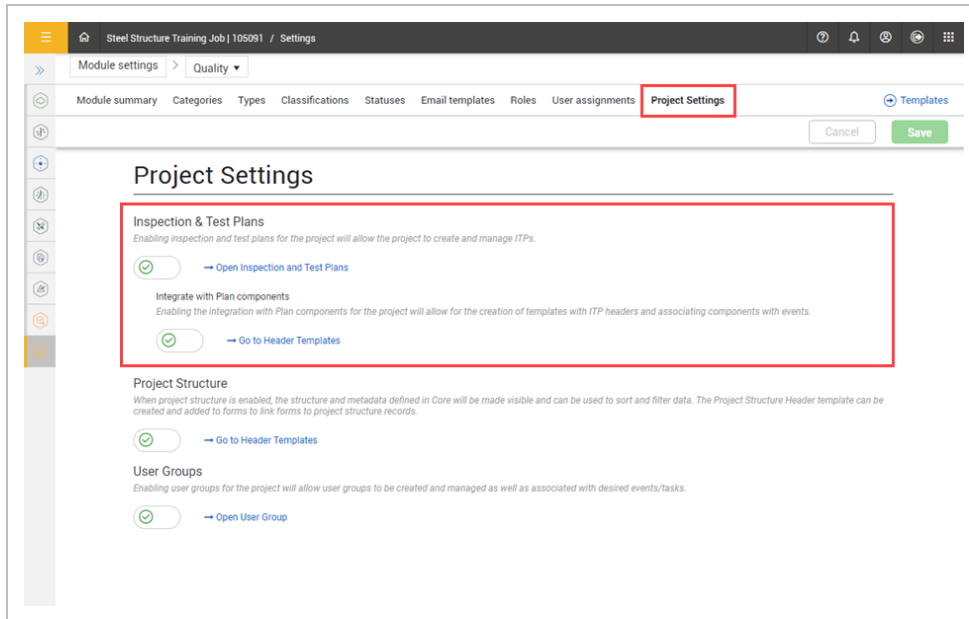 Steel Structure Training Job | 105091 / Settings
Module settings > Quality
Module summary Categories Types Classifications Statuses Email templates Roles User assignments Project Settings Templates
Cancel Save
Project Settings
Inspection & Test Plans
Enabling inspection and test plans for the project will allow the project to create and manage ITPs.
Open Inspection and Test Plans
Integrate with Plan components
Enabling the integration with Plan components for the project will allow for the creation of templates with ITP headers and associating components with events.
Go to Header Templates
Project Structure
When project structure is enabled, the structure and metadata defined in Core will be made visible and can be used to sort and filter data. The Project Structure Header template can be
created and added to forms to link forms to project structure records.
Go to Header Templates
User Groups
Enabling user groups for the project will allow user groups to be created and managed as well as associated with desired events/tasks.
Open User Group